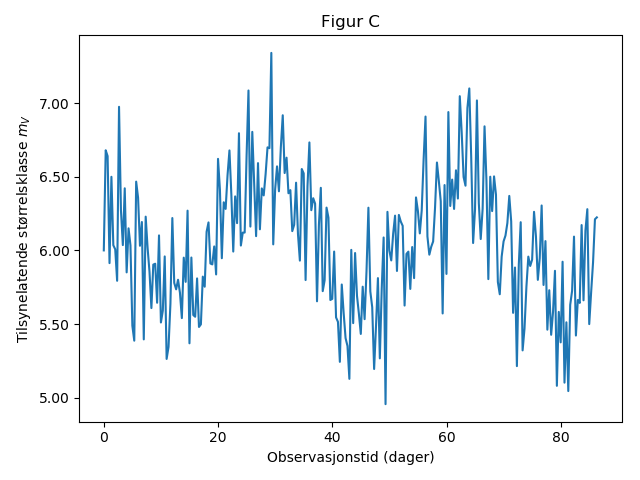 Figur C
Tilsynelatende størrelsklasse m_V
7.00
6.50
6.00
5.50
5.00
0 20 40 60 80
Observasjonstid (dager)